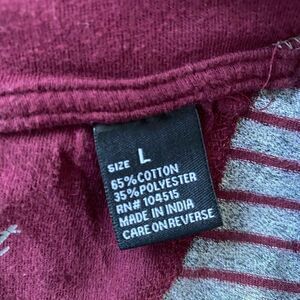 SIZE L
65% COTTON
35% POLYESTER
RN# 104515
MADE IN INDIA
CARE ON REVERSE